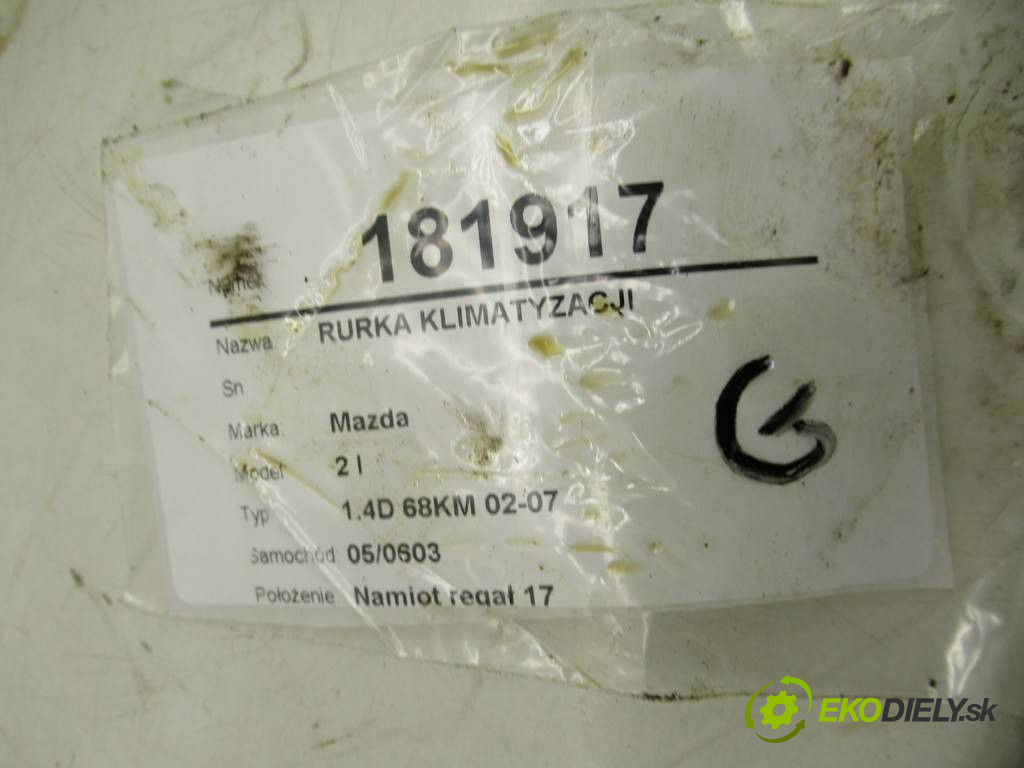 Numer 181917
Nazwa RURKA KLIMATYZACJI
Sn
Marka Mazda
Model 2 I
Typ 1.4D 68KM 02-07
Samochód 05/0603
Położenie Namiot regał 17
G
EKODIELY.sk